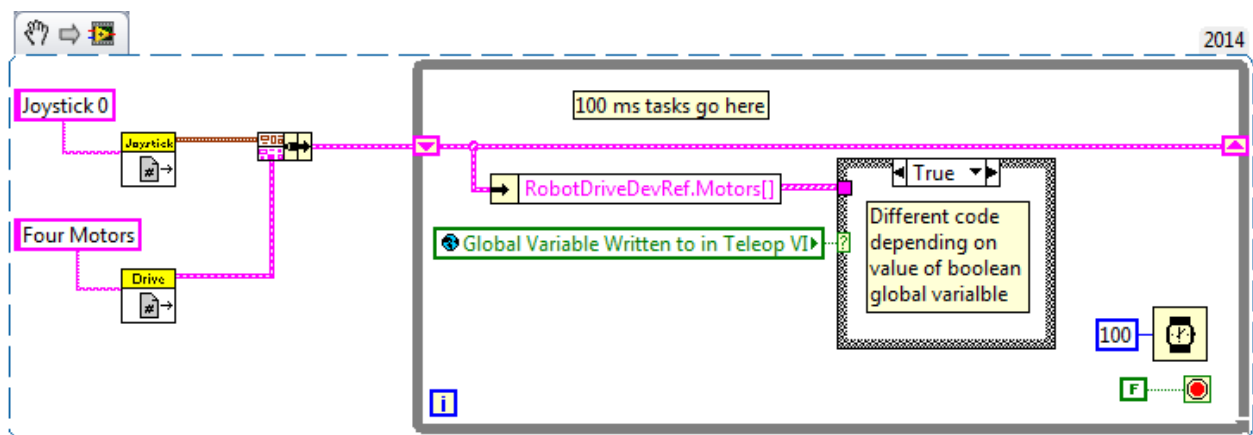 2014
Joystick 0
100 ms tasks go here
Joystick
#
RobotDriveDevRef.Motors[]
True
Different code
depending on
value of boolean
global varialble
Four Motors
Global Variable Written to in Teleop VI
?
Drive
#
100
F
i